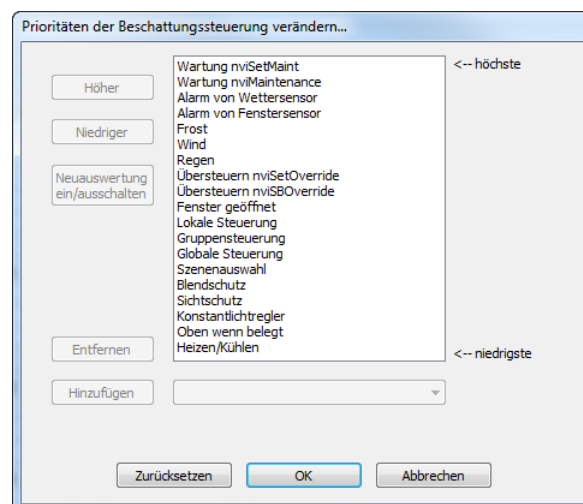 Prioritäten der Beschattungssteuerung verändern...
Wartung nviSetMaint
<-- höchste
Wartung nviMaintenance
Höher
Alarm von Wettersensor
Alarm von Fenstersensor
Frost
Niedriger
Wind
Regen
Übersteuern nviSetOverride
Neuauswertung
ein/ausschalten
Übersteuern nviSBOverride
Fenster geöffnet
Lokale Steuerung
Gruppensteuerung
Globale Steuerung
Szenenauswahl
Blendschutz
Sichtschutz
Konstantlichtregler
Oben wenn belegt
Heizen/Kühlen
Entfernen
<-- niedrigste
Hinzufügen
Zurücksetzen
OK
Abbrechen